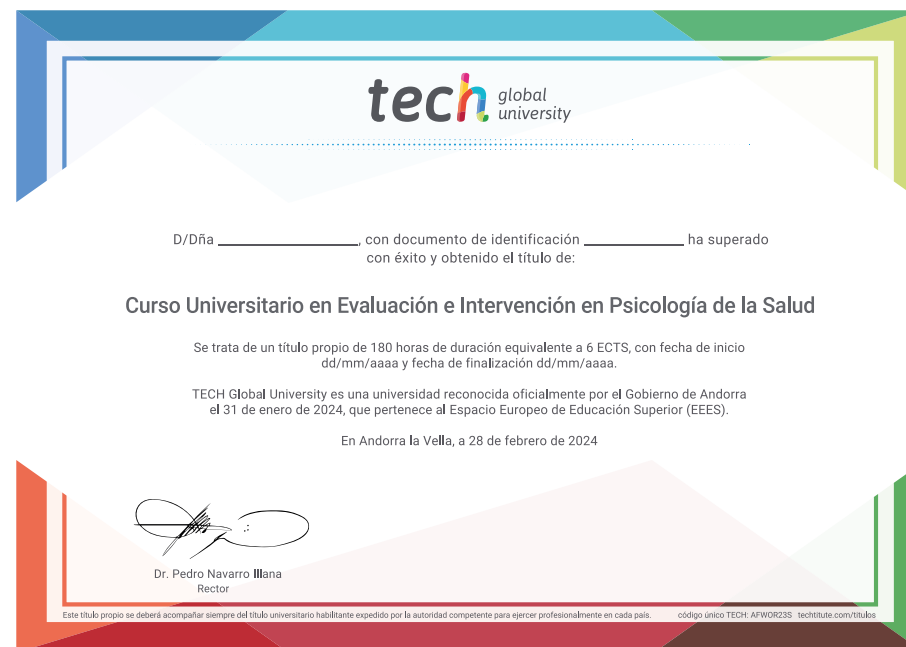 tech global university
D/Dña ____________________, con documento de identificación ______________ ha superado
con éxito y obtenido el título de:
Curso Universitario en Evaluación e Intervención en Psicología de la Salud
Se trata de un título propio de 180 horas de duración equivalente a 6 ECTS, con fecha de inicio
dd/mm/aaaa y fecha de finalización dd/mm/aaaa.
TECH Global University es una universidad reconocida oficialmente por el Gobierno de Andorra
el 31 de enero de 2024, que pertenece al Espacio Europeo de Educación Superior (EEES).
En Andorra la Vella, a 28 de febrero de 2024
Dr. Pedro Navarro Illana
Rector
Este título propio se deberá acompañar siempre del título universitario habilitante expedido por la autoridad competente para ejercer profesionalmente en cada país. código único TECH: AFWOR23S techtitute.com/titulos